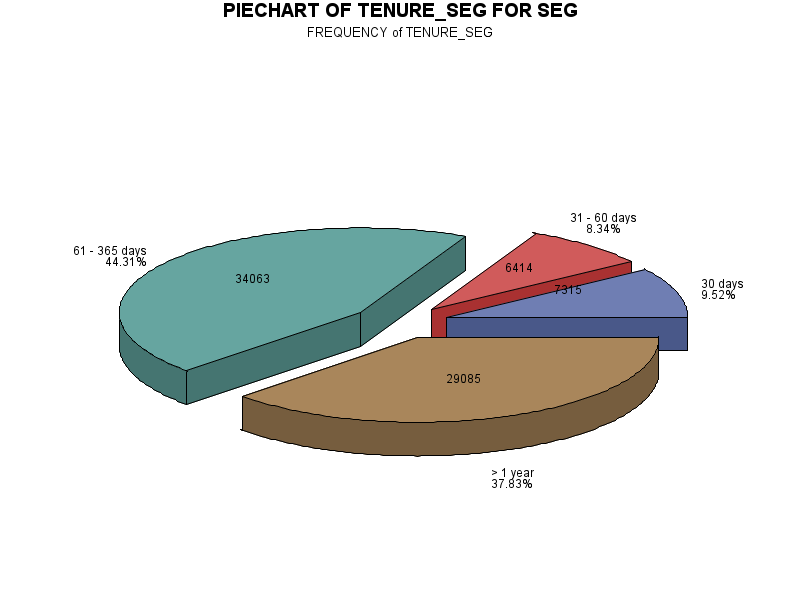 PIECHART OF TENURE_SEG FOR SEG
FREQUENCY of TENURE_SEG
31 - 60 days
8.34%
61 - 365 days
44.31%
6414
34063
30 days
9.52%
7315
29085
> 1 year
37.83%